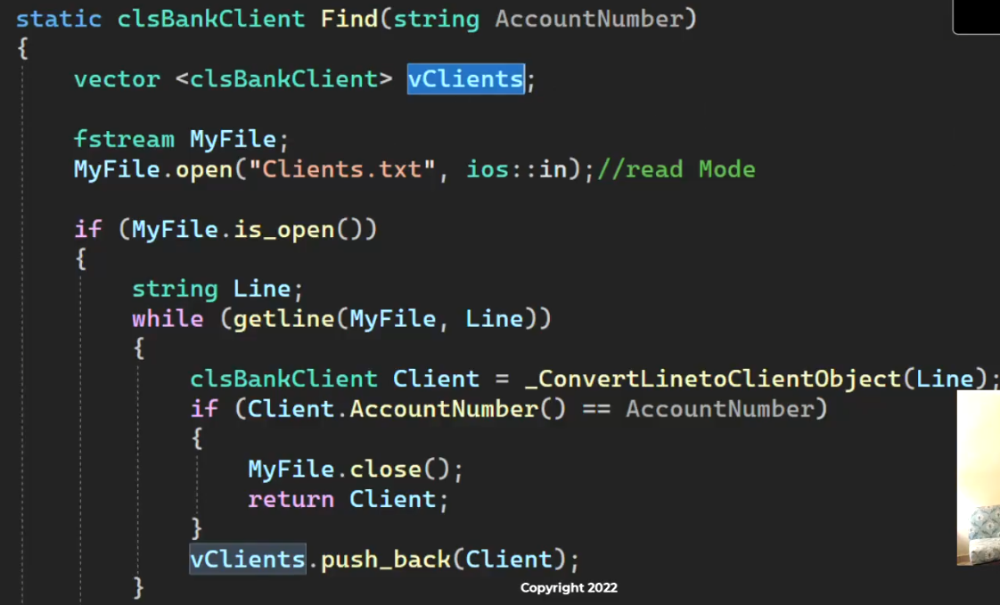 static clsBankClient Find(string AccountNumber)
{
vector <clsBankClient> vClients;
fstream MyFile;
MyFile.open("Clients.txt", ios::in);//read Mode
if (MyFile.is_open())
{
string Line;
while (getline(MyFile, Line))
{
clsBankClient Client = _ConvertLinetoClientObject(Line);
if (Client.AccountNumber() == AccountNumber)
{
MyFile.close();
return Client;
}
vClients.push_back(Client);
}
Copyright 2022